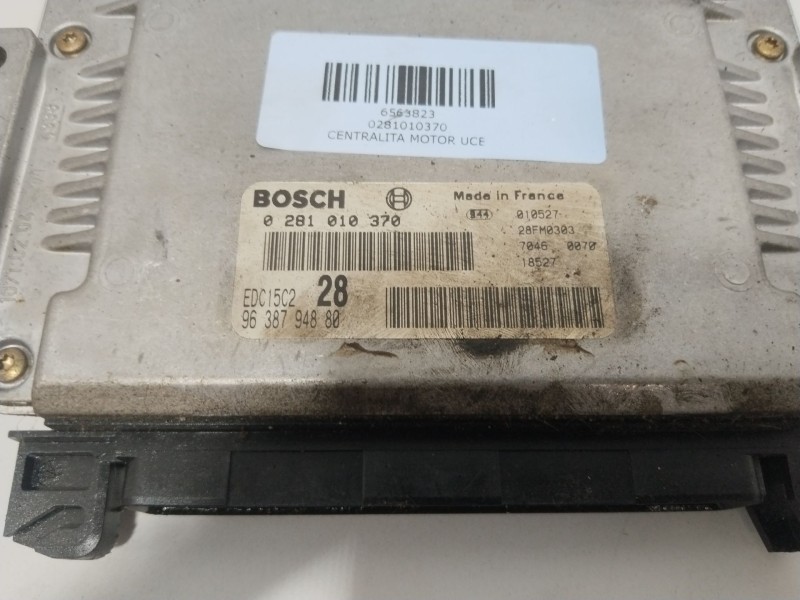 6563823
0281010370
CENTRALITA MOTOR UCE
BOSCH
Made in France
0 281 010 370
010527
28FM0303
7046 0070
18527
EDC15C2 28
96 387 948 80